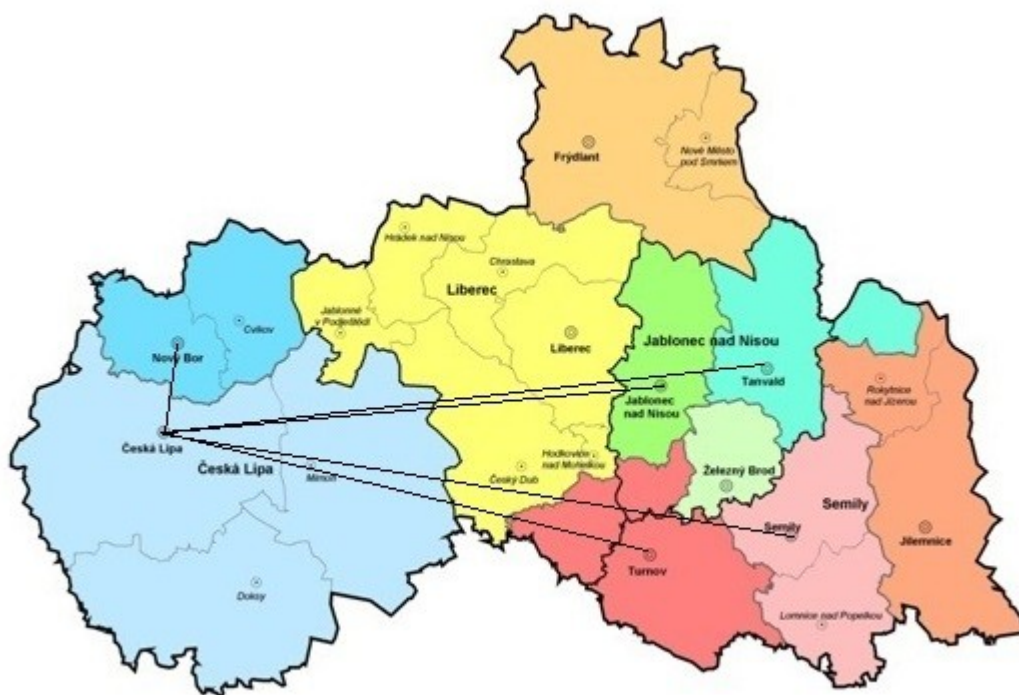 Frýdlant
Nové Město
pod Smrkem
Hrádek nad Nisou
Chrastava
Liberec
Cvikov
Jablonné
v Podještědí
Nový Bor
Liberec
Jablonec nad Nisou
Tanvald
Rokytnice
nad Jizerou
Jablonec
nad Nisou
Česká Lípa
Česká Lípa
Mimoň
Hodkovice
nad Mohelkou
Český Dub
Železný Brod
Semily
Semily
Jilemnice
Turnov
Doksy
Lomnice nad Popelkou